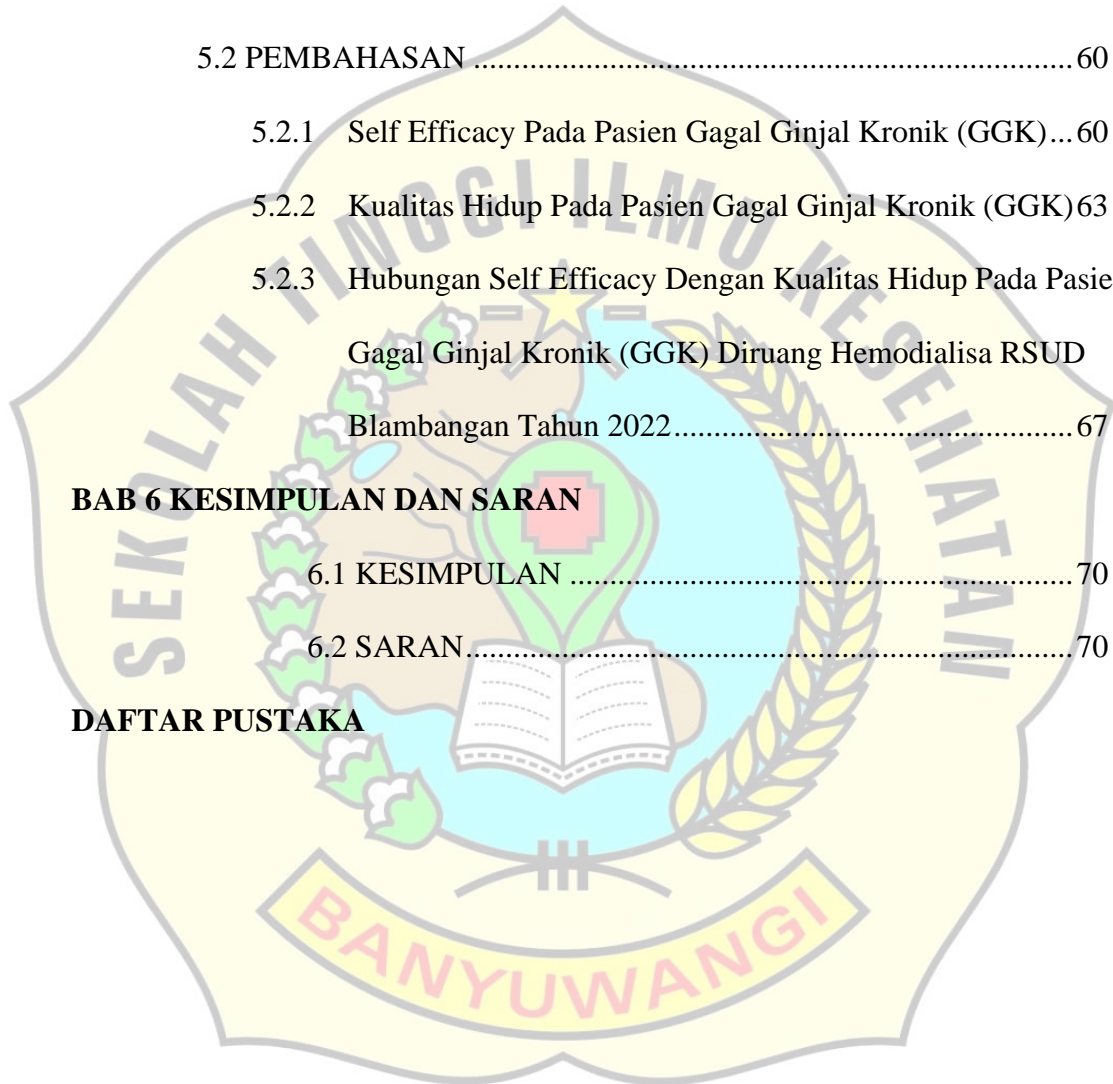 5.2 PEMBAHASAN ........................................................................................ 60
5.2.1 Self Efficacy Pada Pasien Gagal Ginjal Kronik (GGK)... 60
5.2.2 Kualitas Hidup Pada Pasien Gagal Ginjal Kronik (GGK)63
5.2.3 Hubungan Self Efficacy Dengan Kualitas Hidup Pada Pasie
Gagal Ginjal Kronik (GGK) Diruang Hemodialisa RSUD
Blambangan Tahun 2022............................................................ 67
BAB 6 KESIMPULAN DAN SARAN
6.1 KESIMPULAN .......................................................................... 70
6.2 SARAN......................................................................................... 70
DAFTAR PUSTAKA
SEKOLAH TINGGI ILMU KESEHATAN
BANYUWANGI